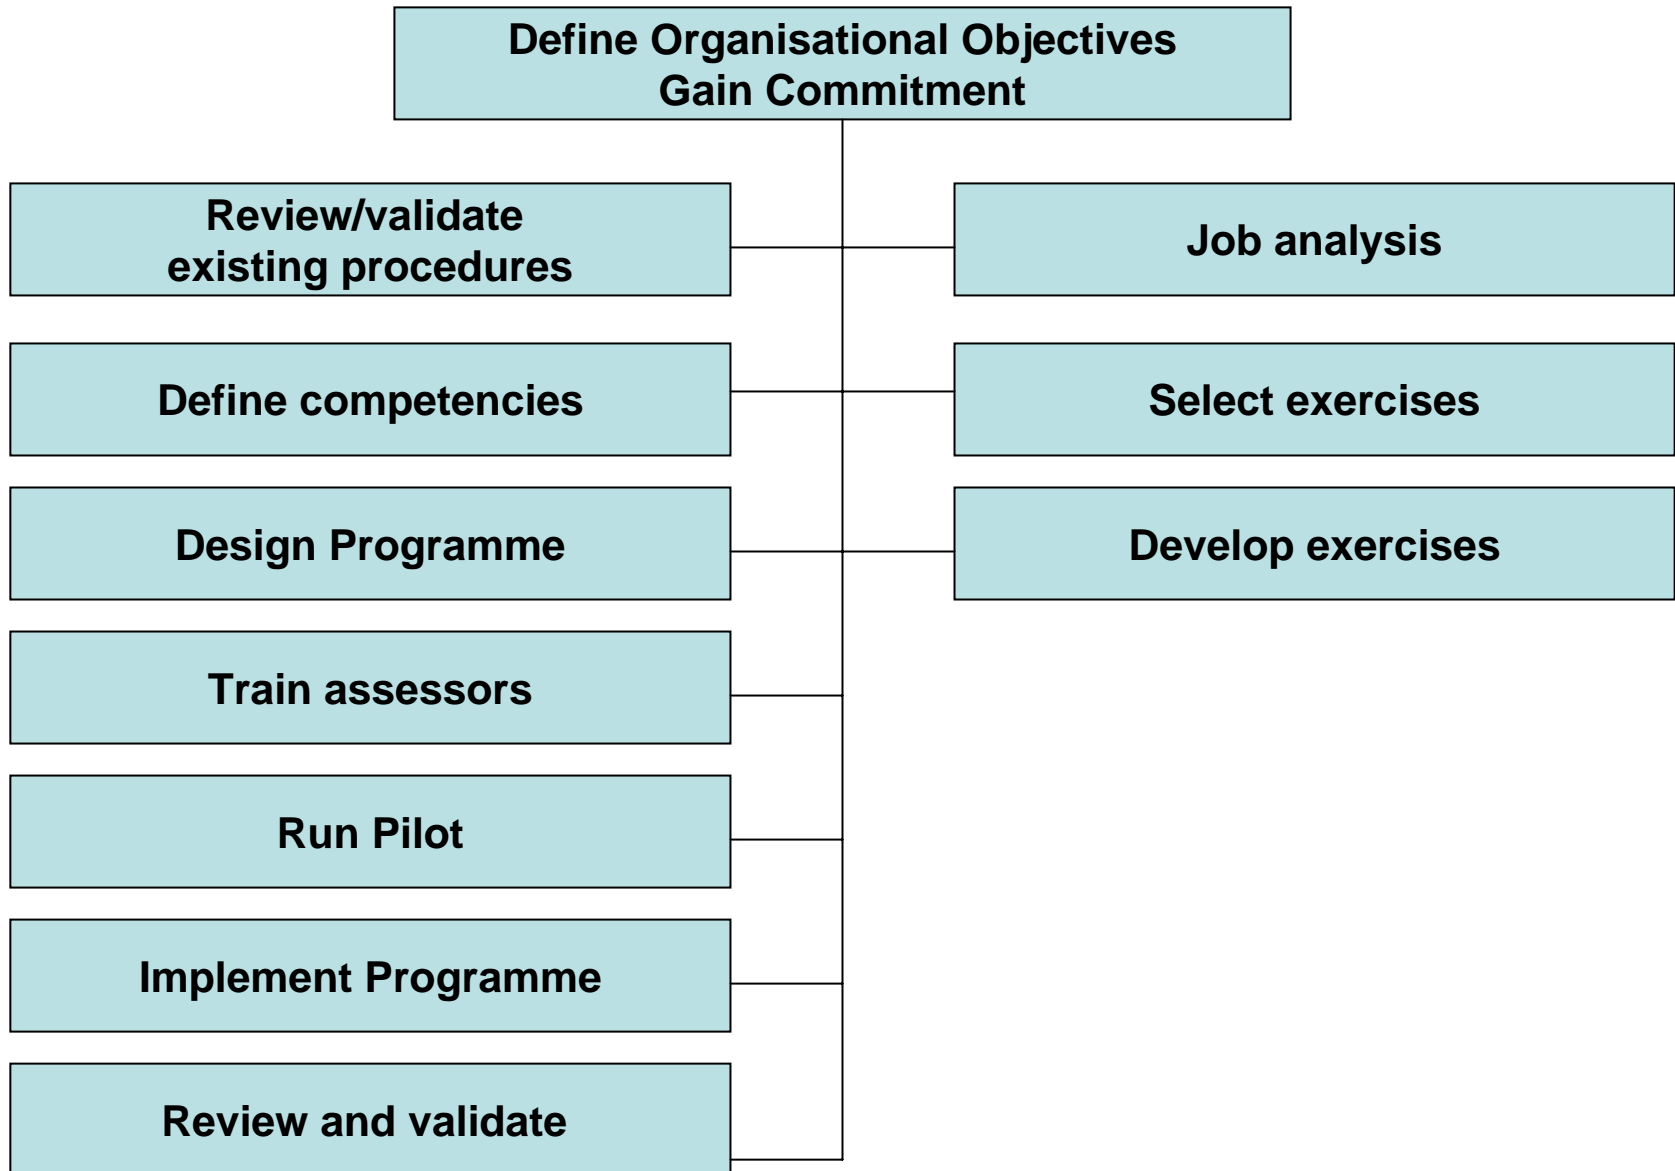 Define Organisational Objectives
Gain Commitment
Review/validate
existing procedures
Job analysis
Define competencies
Select exercises
Design Programme
Develop exercises
Train assessors
Run Pilot
Implement Programme
Review and validate